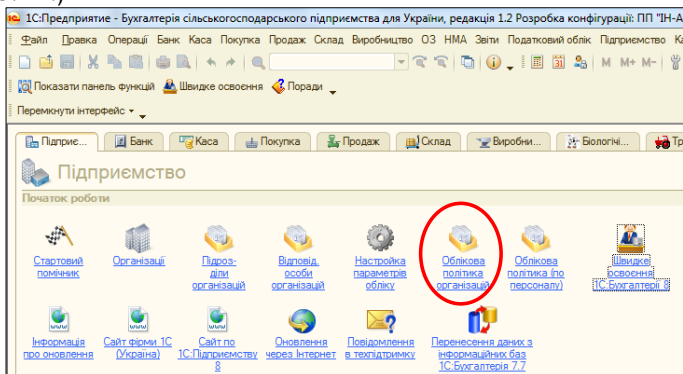 1С:Предприятие - Бухгалтерія сільськогосподарського підприємства для України, редакція 1.2 Розробка конфігурації: ПП "ІН-А
Файл Правка Операції Банк Каса Покупка Продаж Склад Виробництво ОЗ НМА Звіти Податковий облік Підприємство Ка
M M+ M-
Показати панель функцій Швидке освоєння Поради
Перемкнути інтерфейс
Підприє... Банк Каса Покупка Продаж Склад Виробни... Біологічі... Тр
Підприємство
Початок роботи
Стартовий помічник
Організації
Підроз-
діли
організацій
Відповід.
особи
організацій
Настройка
параметрів
обліку
Облікова
політика
організацій
Облікова
політика (по
персоналу)
Швидке
освоєння
1С:Бухгалтерії 8
Інформація
про оновлення
Сайт фірми 1С
(Україна)
Сайт по
1С:Підприємству
8
Оновлення
через Інтернет
Повідомлення
в техпідтримку
Перенесення даних з
інформаційних баз
1С:Бухгалтерія 7.7